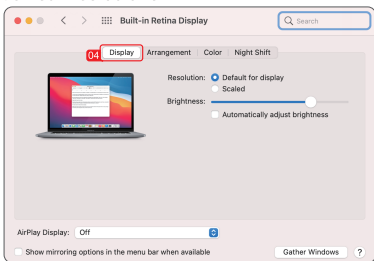 Built-in Retina Display
Search
04
Display
Arrangement
Color
Night Shift
Resolution:
Default for display
Scaled
Brightness:
Automatically adjust brightness
AirPlay Display:
Off
Show mirroring options in the menu bar when available
Gather Windows
?